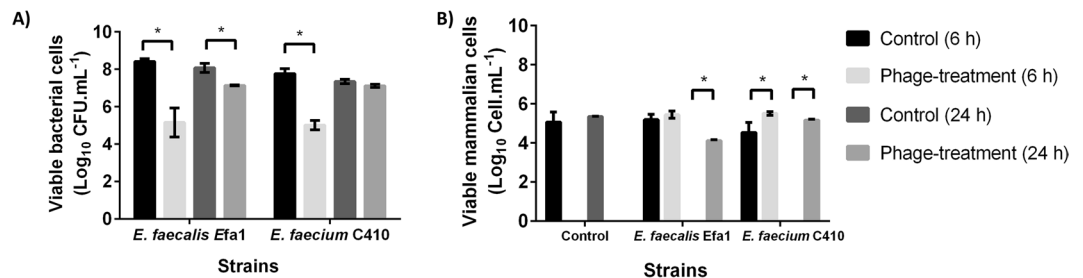 A)
Viable bacterial cells
(Log10 CFU.mL-1)
10
8
6
4
2
0
* * *
E. faecalis Efa1 E. faecium C410
Strains
B)
Viable mammalian cells
(Log10 Cell.mL-1)
10
8
6
4
2
0
* * *
Control E. faecalis Efa1 E. faecium C410
Strains
Control (6 h)
Phage-treatment (6 h)
Control (24 h)
Phage-treatment (24 h)